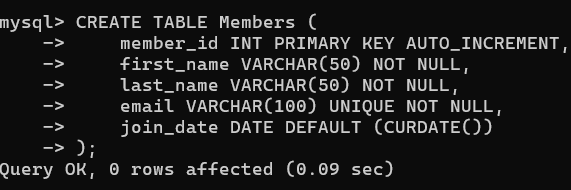 mysql> CREATE TABLE Members (
    ->     member_id INT PRIMARY KEY AUTO_INCREMENT,
    ->     first_name VARCHAR(50) NOT NULL,
    ->     last_name VARCHAR(50) NOT NULL,
    ->     email VARCHAR(100) UNIQUE NOT NULL,
    ->     join_date DATE DEFAULT (CURDATE())
    -> );
Query OK, 0 rows affected (0.09 sec)